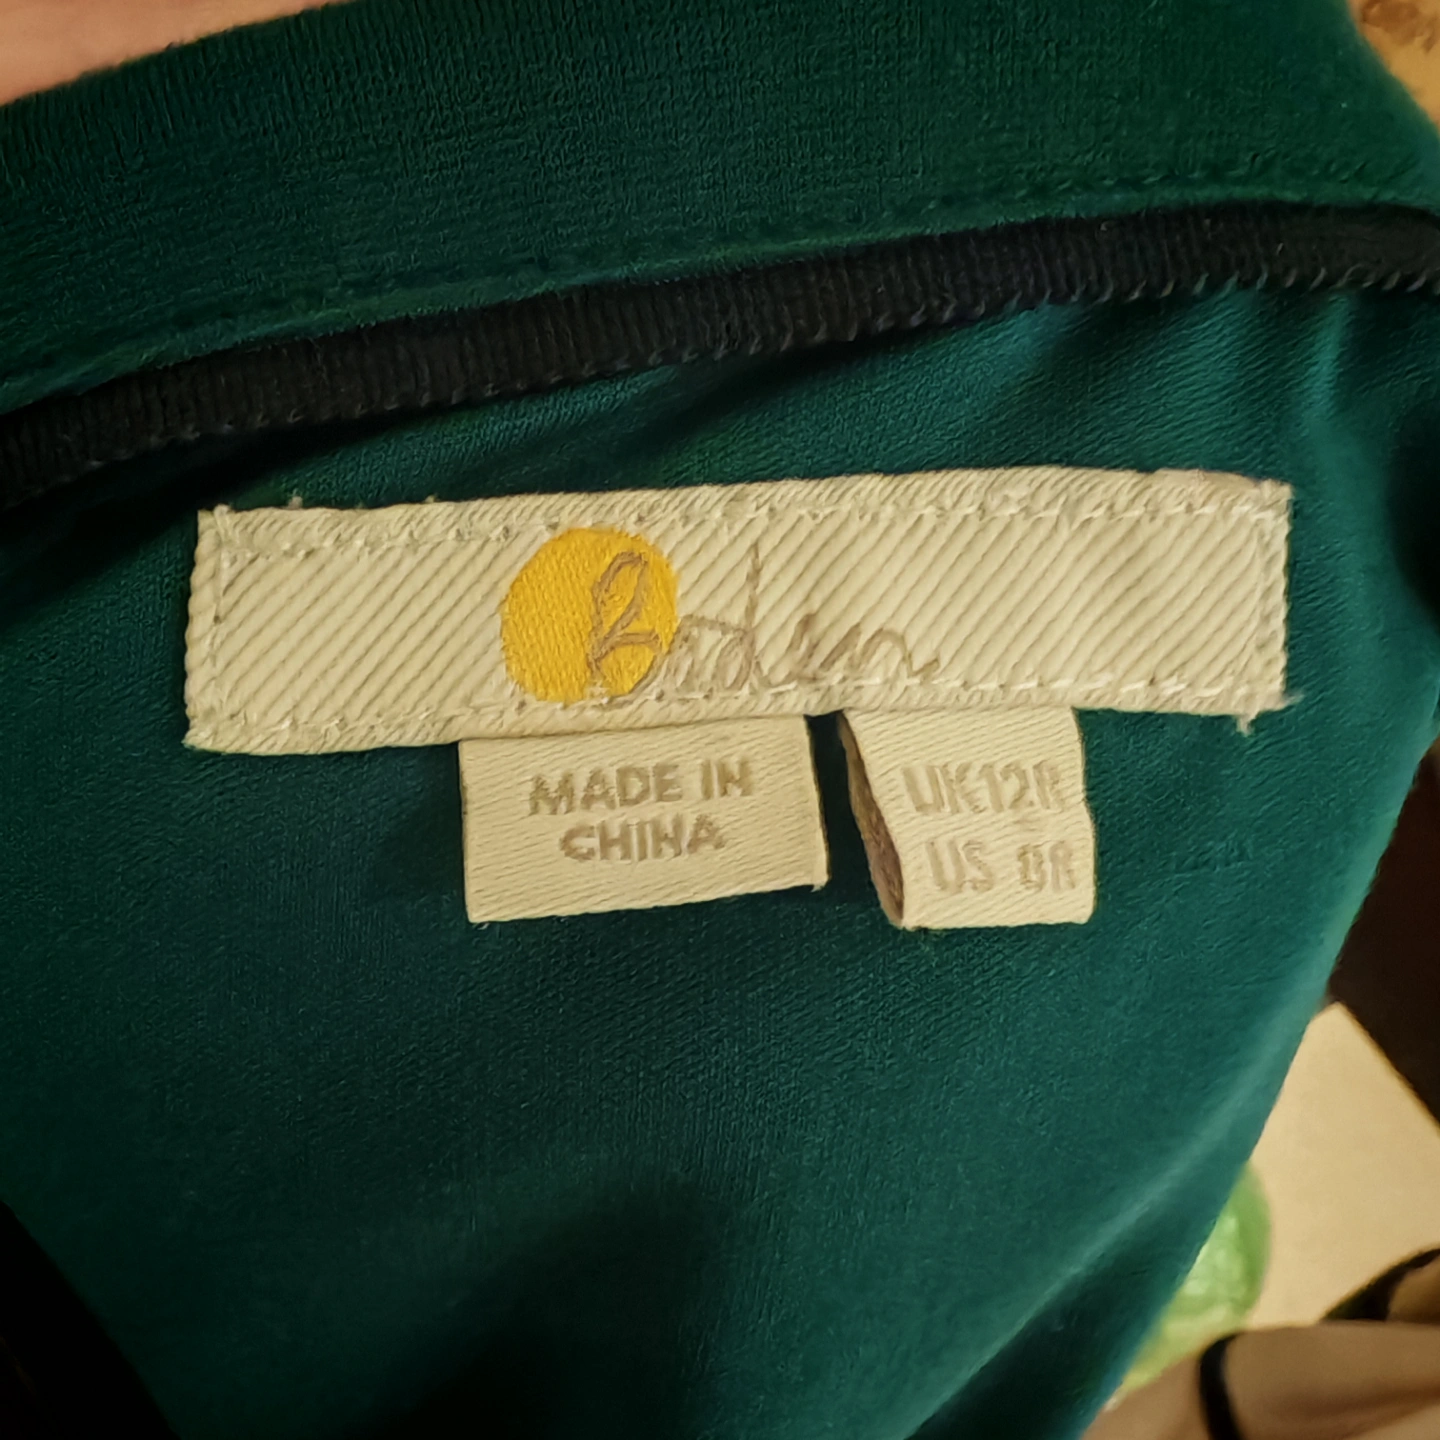 Boden
MADE IN
CHINA
UK12R
US 8R